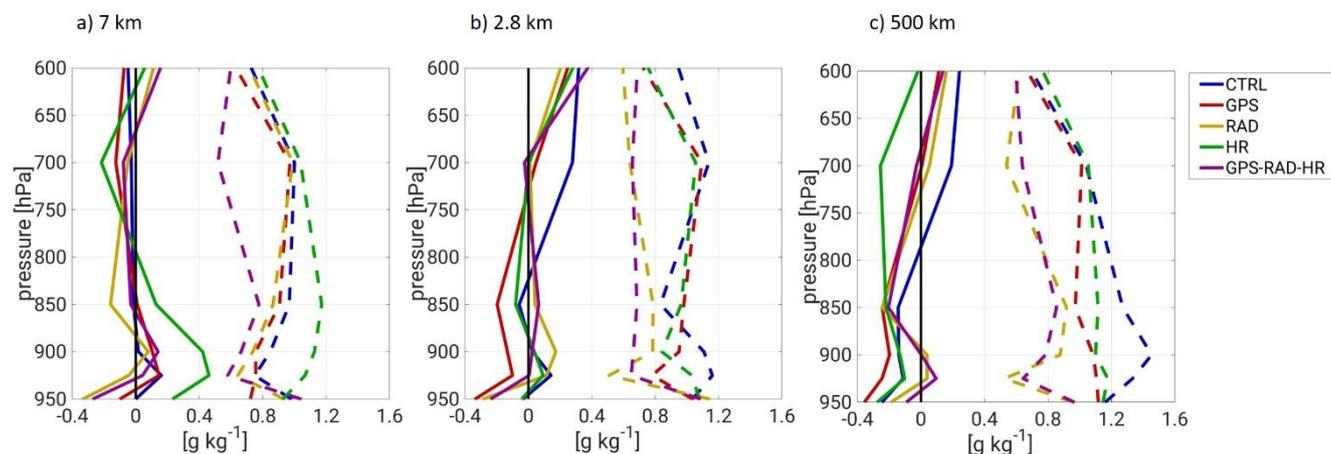 a) 7 km
b) 2.8 km
c) 500 km
600
650
700
750
800
850
900
950
pressure [hPa]
-0.4 0 0.4 0.8 1.2 1.6
[g kg-1]
600
650
700
750
800
850
900
950
pressure [hPa]
-0.4 0 0.4 0.8 1.2 1.6
[g kg-1]
600
650
700
750
800
850
900
950
pressure [hPa]
-0.4 0 0.4 0.8 1.2 1.6
[g kg-1]
CTRL
GPS
RAD
HR
GPS-RAD-HR